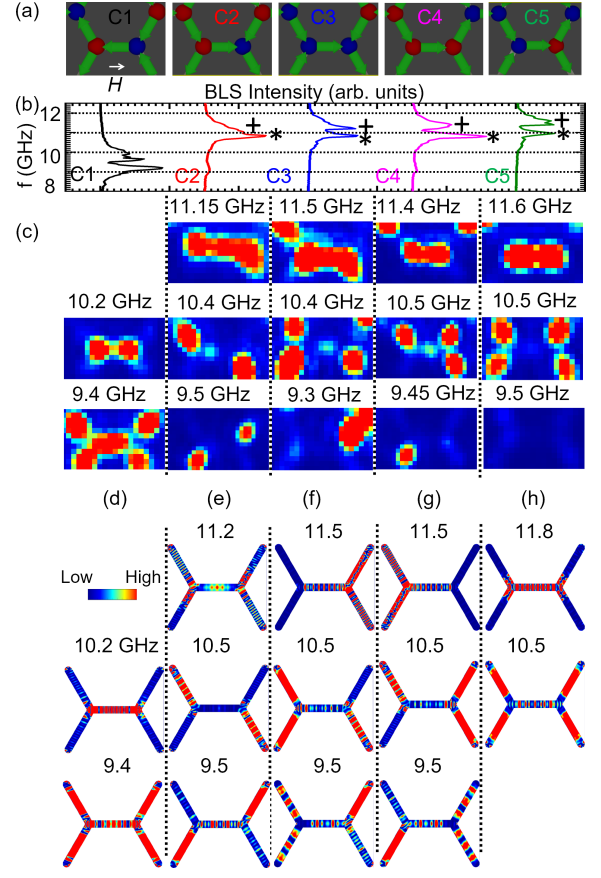 (a) C1 C2 C3 C4 C5
H
BLS Intensity (arb. units)
(b)
f (GHz)
12
10
8
C1 C2 C3 C4 C5
+ * + * + * + *
11.15 GHz 11.5 GHz 11.4 GHz 11.6 GHz
(c)
10.2 GHz 10.4 GHz 10.4 GHz 10.5 GHz 10.5 GHz
9.4 GHz 9.5 GHz 9.3 GHz 9.45 GHz 9.5 GHz
(d) (e) (f) (g) (h)
11.2 11.5 11.5 11.8
Low High
10.2 GHz 10.5 10.5 10.5 10.5
9.4 9.5 9.5 9.5